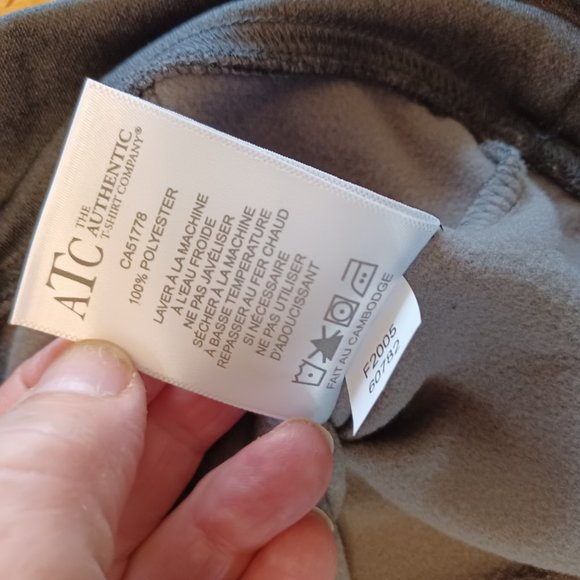 ATC
THE
AUTHENTIC
T-SHIRT COMPANY®
CA51778
100% POLYESTER
LAVER À LA MACHINE
À L'EAU FROIDE
NE PAS JAVÉLISER
SÉCHER À LA MACHINE
À BASSE TEMPÉRATURE
REPASSER AU FER CHAUD
SI NÉCESSAIRE
NE PAS UTILISER
D'ADOUCISSANT
FAIT AU CAMBODGE
F2005
60782